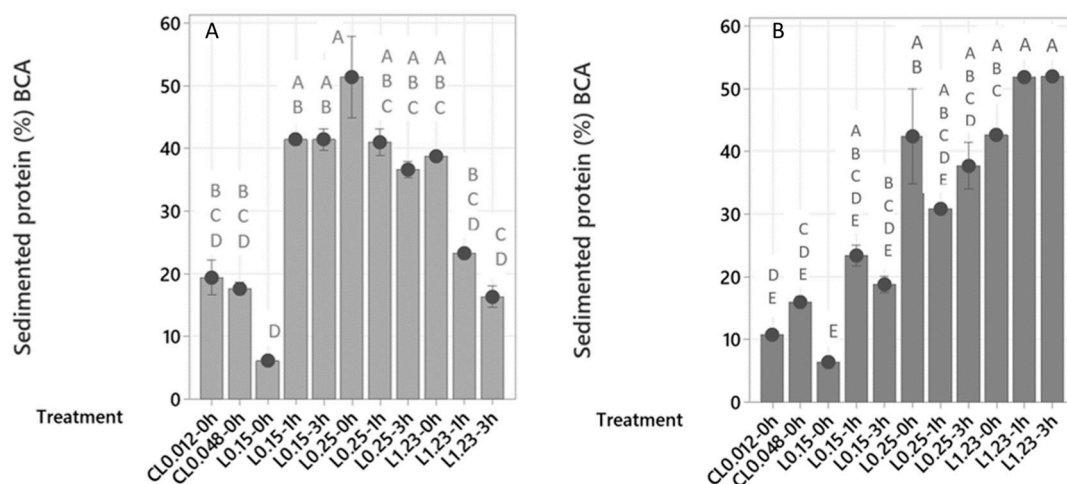 A
Sedimented protein (%) BCA
60
50
40
30
20
10
0
B
C
D
B
C
D
D
A
B
A
B
A
A
B
C
A
B
C
A
B
C
B
C
D
C
D
Treatment
CL0.012-0h
CL0.048-0h
L0.15-0h
L0.15-1h
L0.15-3h
L0.25-0h
L0.25-1h
L0.25-3h
L1.23-0h
L1.23-1h
L1.23-3h
B
Sedimented protein (%) BCA
60
50
40
30
20
10
0
D
E
C
D
E
E
A
B
C
D
E
B
C
D
E
A
B
A
B
C
D
E
A
B
C
D
A
B
C
A
A
Treatment
CL0.012-0h
CL0.048-0h
L0.15-0h
L0.15-1h
L0.15-3h
L0.25-0h
L0.25-1h
L0.25-3h
L1.23-0h
L1.23-1h
L1.23-3h